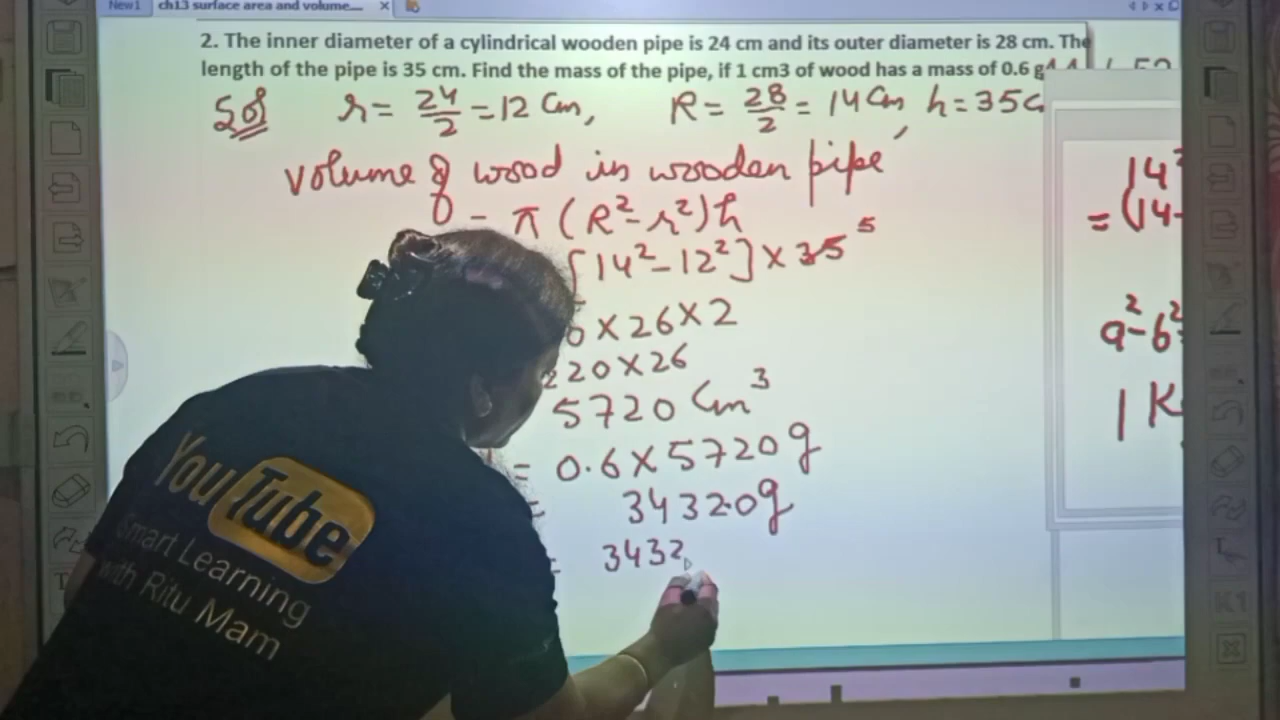 New1 ch13 surface area and volume....
2. The inner diameter of a cylindrical wooden pipe is 24 cm and its outer diameter is 28 cm. The
length of the pipe is 35 cm. Find the mass of the pipe, if 1 cm3 of wood has a mass of 0.6 g
Sol r = 24/2 = 12 Cm, R = 28/2 = 14 Cm, h = 35
volume of wood in wooden pipe
= π (R² - r²) h
[14² - 12²] × 35 5
× 26 × 2
220 × 26
5720 Cm³
= 0.6 × 5720 g
= 34320 g
= 3432
14²
= (14-
a² - b²
1 K
YouTube
Smart Learning
with Ritu Mam
K1